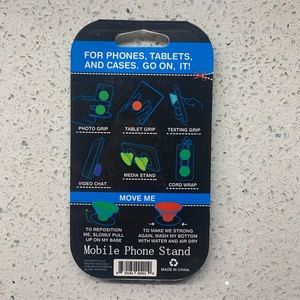 FOR PHONES, TABLETS,
AND CASES. GO ON, IT!
PHOTO GRIP
TABLET GRIP
TEXTING GRIP
VIDEO CHAT
MEDIA STAND
CORD WRAP
MOVE ME
TO REPOSITION
ME, SLOWLY PULL
UP ON MY BASE
TO MAKE ME STRONG
AGAIN, WASH MY BOTTOM
WITH WATER AND AIR DRY
Mobile Phone Stand
MADE IN CHINA